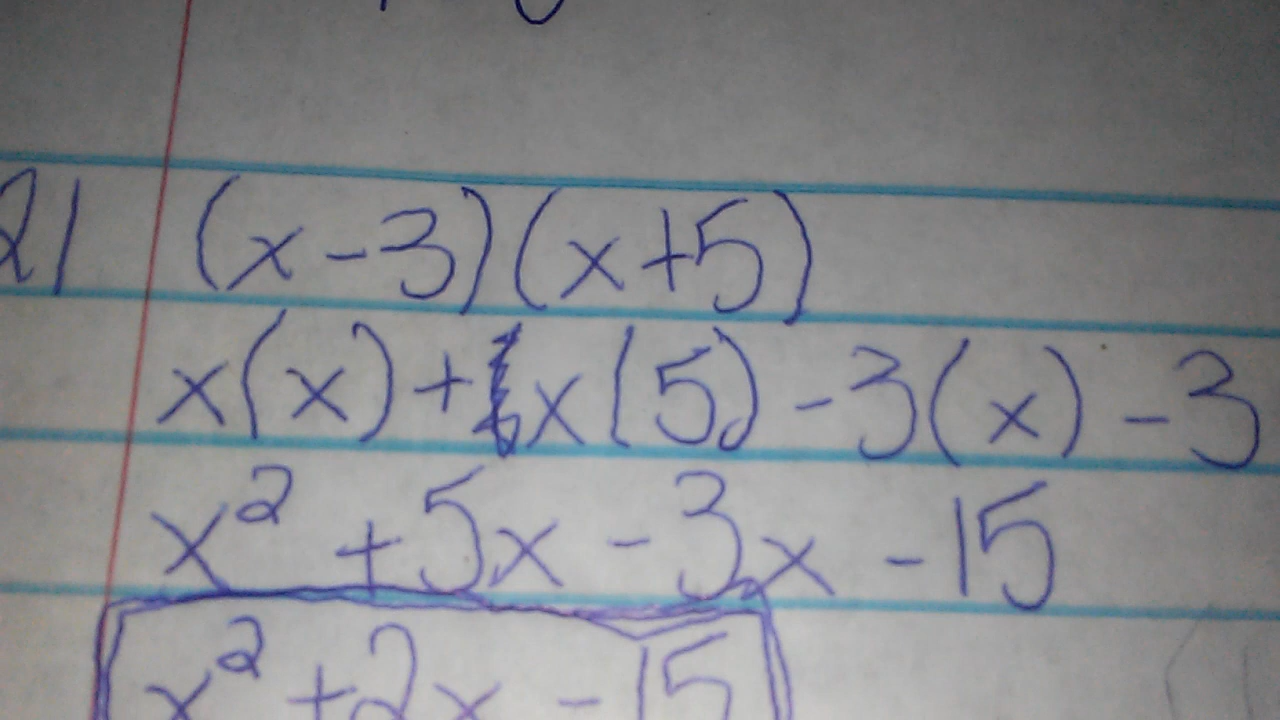 21 (x-3)(x+5)
x(x)+x(5)-3(x)-3
x² +5x -3x -15
x² +2x -15